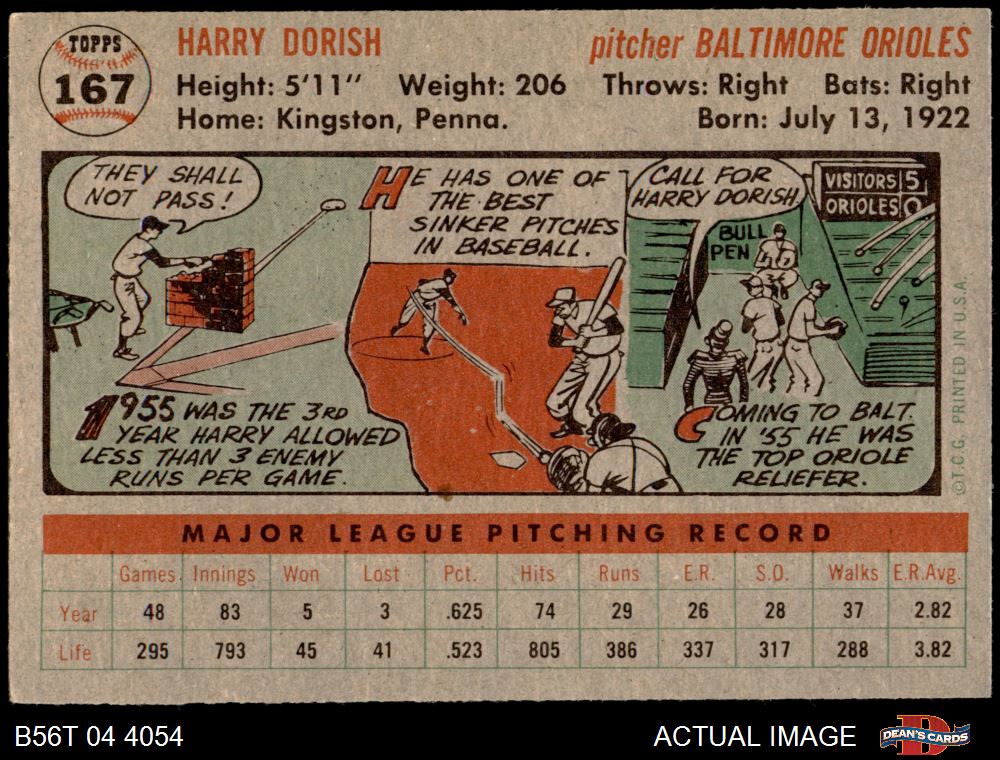 TOPPS
167
HARRY DORISH
pitcher BALTIMORE ORIOLES
Height: 5'11" Weight: 206 Throws: Right Bats: Right
Home: Kingston, Penna. Born: July 13, 1922
THEY SHALL
NOT PASS!
1955 WAS THE 3RD
YEAR HARRY ALLOWED
LESS THAN 3 ENEMY
RUNS PER GAME.
HE HAS ONE OF
THE BEST
SINKER PITCHES
IN BASEBALL.
CALL FOR
HARRY DORISH
VISITORS 5
ORIOLES 0
BULL
PEN
COMING TO BALT.
IN '55 HE WAS
THE TOP ORIOLE
RELIEFER.
©T.C.G. PRINTED IN U.S.A.
MAJOR LEAGUE PITCHING RECORD
Games Innings Won Lost Pct. Hits Runs E.R. S.O. Walks E.R.Avg.
Year 48 83 5 3 .625 74 29 26 28 37 2.82
Life 295 793 45 41 .523 805 386 337 317 288 3.82
B56T 04 4054
ACTUAL IMAGE
D
DEAN'S CARDS